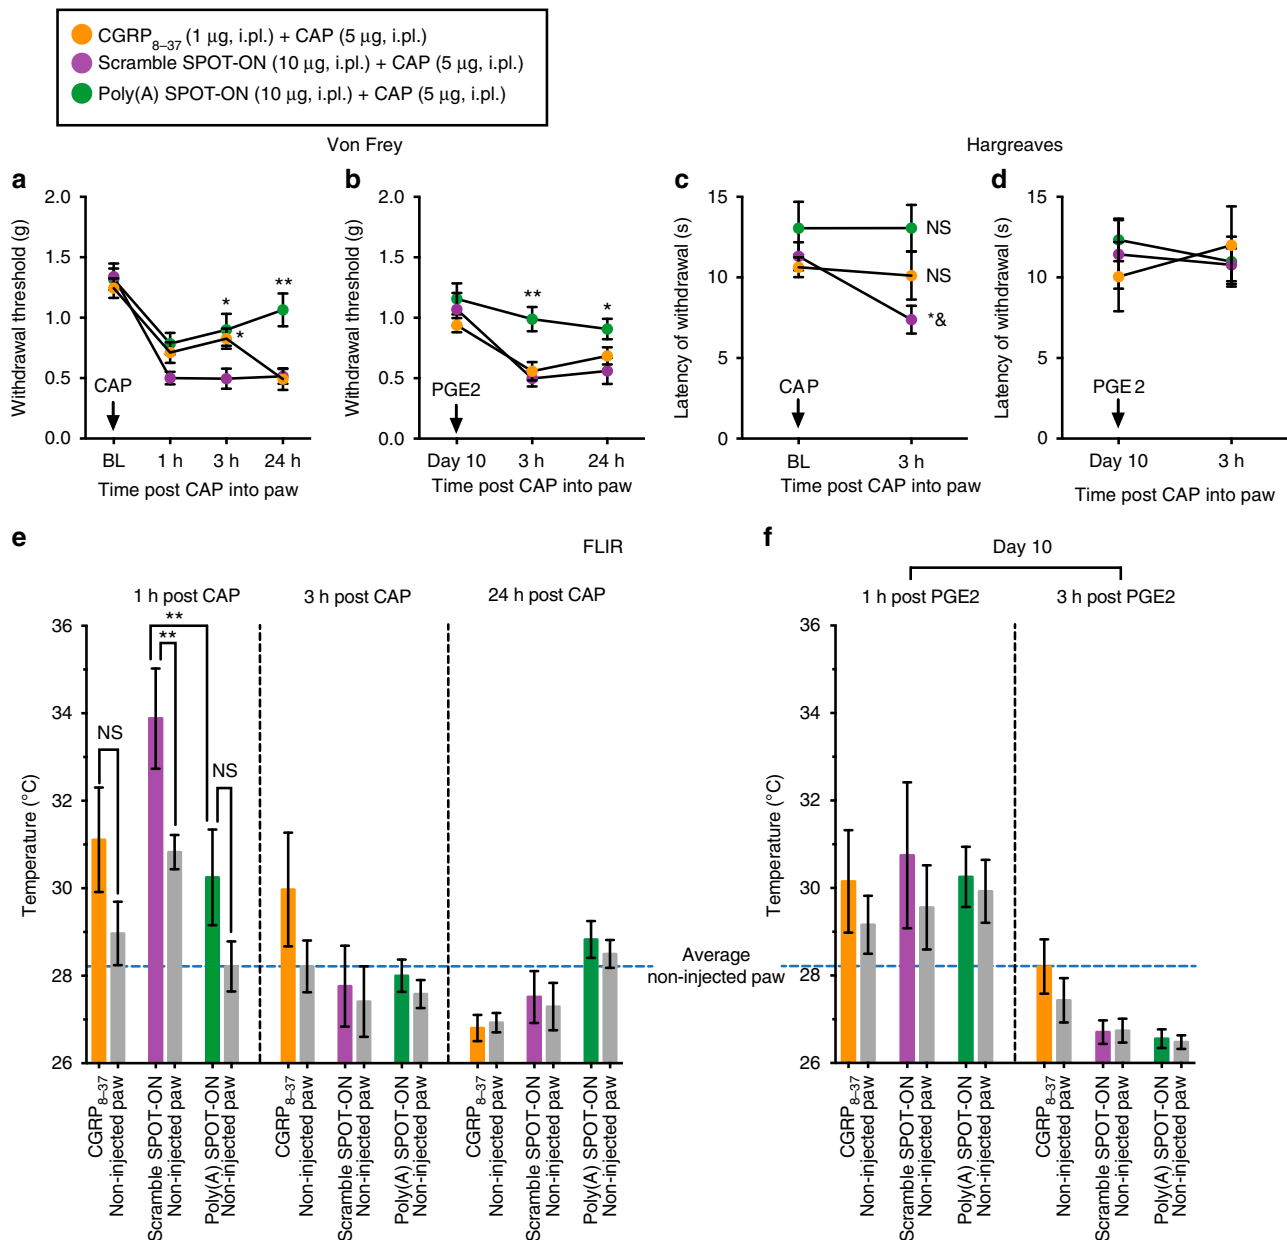 CGRP8–37 (1 µg, i.pl.) + CAP (5 µg, i.pl.)
Scramble SPOT-ON (10 µg, i.pl.) + CAP (5 µg, i.pl.)
Poly(A) SPOT-ON (10 µg, i.pl.) + CAP (5 µg, i.pl.)
Von Frey
Hargreaves
a
Withdrawal threshold (g)
2.0
1.5
1.0
0.5
0.0
CAP
*
*
**
BL 1 h 3 h 24 h
Time post CAP into paw
b
Withdrawal threshold (g)
2.0
1.5
1.0
0.5
0.0
PGE2
**
*
Day 10 3 h 24 h
Time post CAP into paw
c
Latency of withdrawal (s)
15
10
5
0
CAP
NS
NS
*&
BL 3 h
Time post CAP into paw
d
Latency of withdrawal (s)
15
10
5
0
PGE 2
Day 10 3 h
Time post CAP into paw
e
FLIR
1 h post CAP 3 h post CAP 24 h post CAP
Temperature (°C)
36
34
32
30
28
26
NS
**
**
NS
Average
non-injected paw
CGRP8–37
Non-injected paw
Scramble SPOT-ON
Non-injected paw
Poly(A) SPOT-ON
Non-injected paw
CGRP8–37
Non-injected paw
Scramble SPOT-ON
Non-injected paw
Poly(A) SPOT-ON
Non-injected paw
CGRP8–37
Non-injected paw
Scramble SPOT-ON
Non-injected paw
Poly(A) SPOT-ON
Non-injected paw
f
Day 10
1 h post PGE2 3 h post PGE2
Temperature (°C)
36
34
32
30
28
26
CGRP8–37
Non-injected paw
Scramble SPOT-ON
Non-injected paw
Poly(A) SPOT-ON
Non-injected paw
CGRP8–37
Non-injected paw
Scramble SPOT-ON
Non-injected paw
Poly(A) SPOT-ON
Non-injected paw